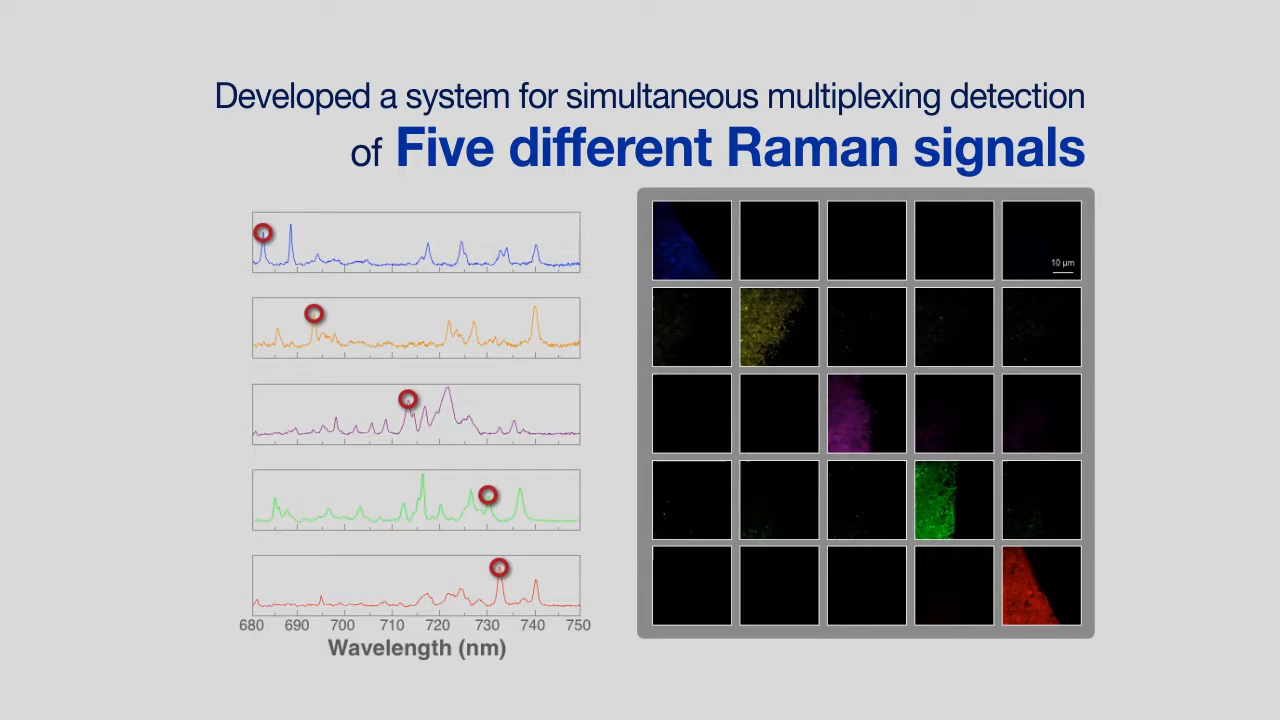 Developed a system for simultaneous multiplexing detection
of Five different Raman signals
10 µm
680 690 700 710 720 730 740 750
Wavelength (nm)